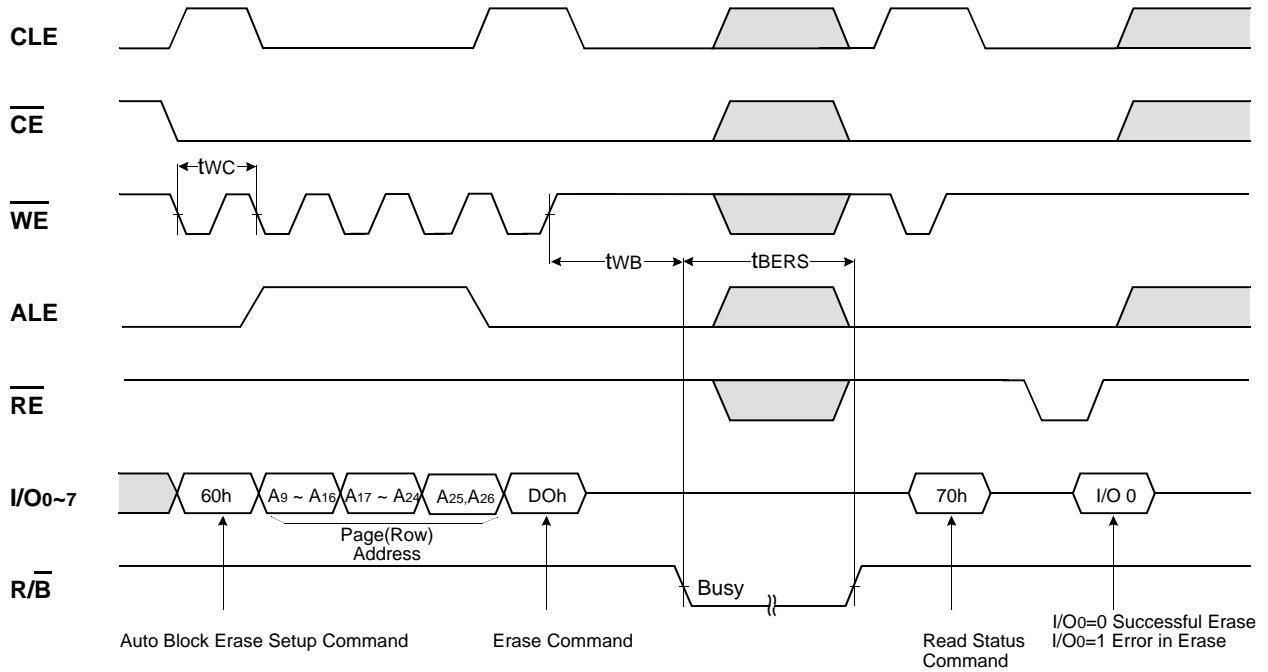 CLE
CE
tWC
WE
tWB
tBERS
ALE
RE
I/O0~7
60h
A9 ~ A16
A17 ~ A24
A25,A26
DOh
70h
I/O 0
Page(Row)
Address
R/B
Busy
Auto Block Erase Setup Command
Erase Command
Read Status
Command
I/O0=0 Successful Erase
I/O0=1 Error in Erase